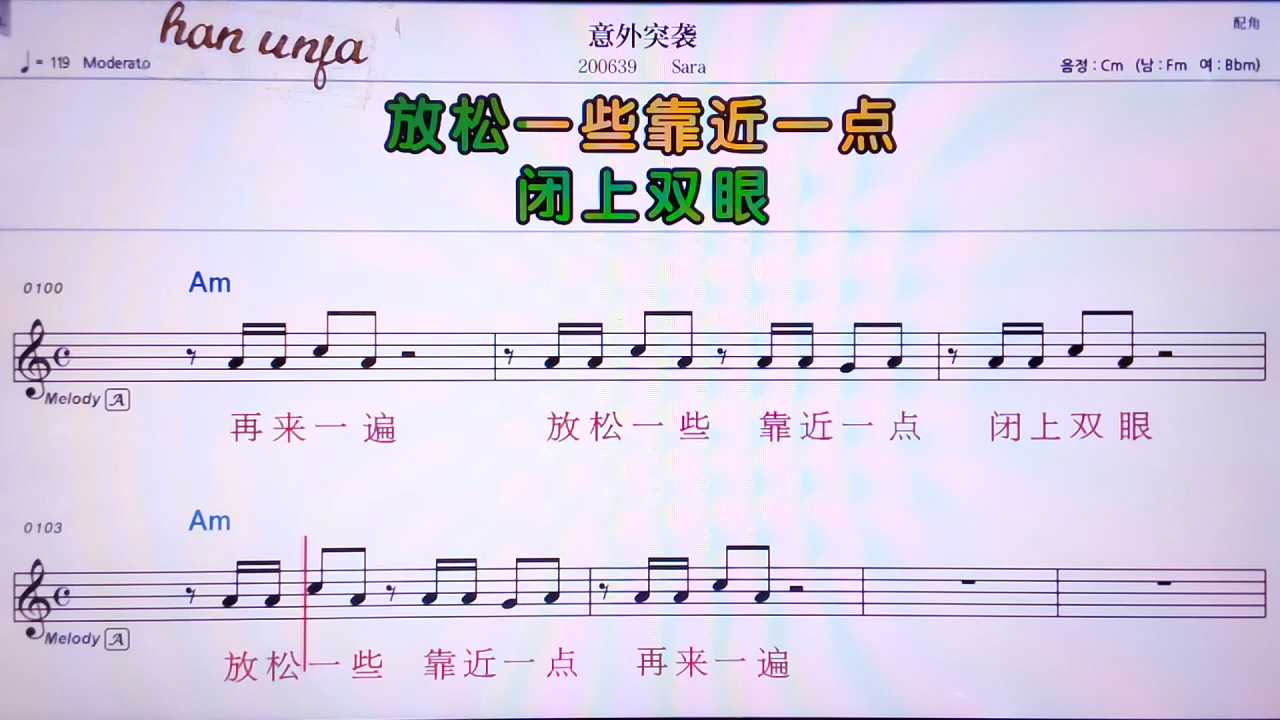 han unfa
意外突袭
配角
♩= 119 Moderato
200639 Sara
음정 : Cm (남 : Fm 여 : Bbm)
放松一些靠近一点
闭上双眼
0100
Am
Melody A
再来一遍 放松一些 靠近一点 闭上双眼
0103
Am
Melody A
放松一些 靠近一点 再来一遍